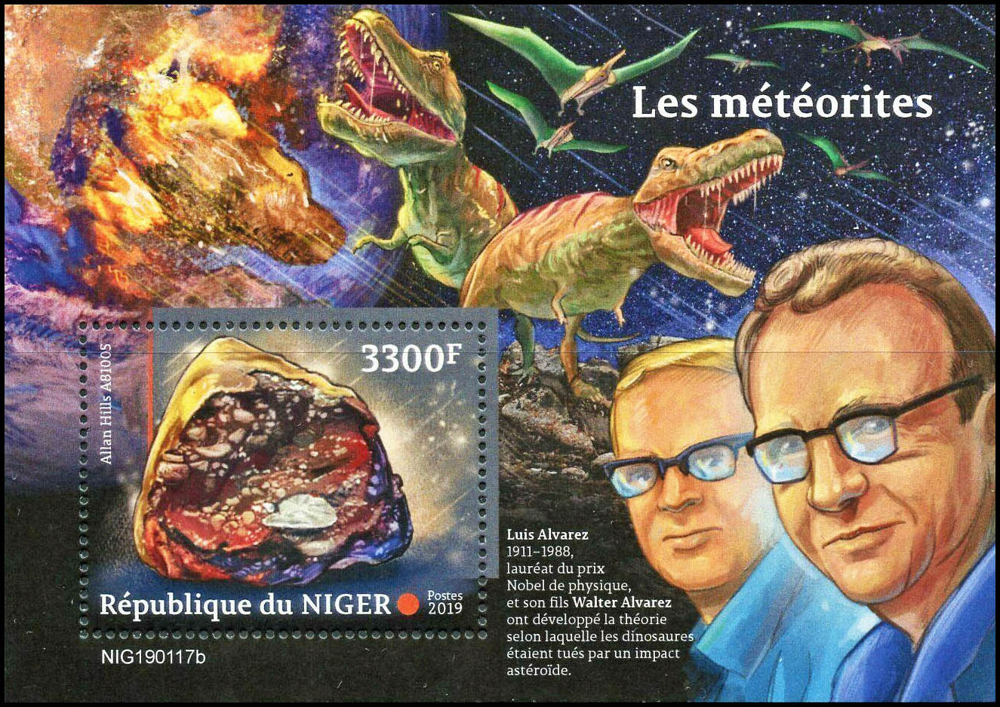 Les météorites
Allan Hills A81005
3300F
République du NIGER
Postes
2019
NIG190117b
Luis Alvarez
1911–1988,
lauréat du prix
Nobel de physique,
et son fils Walter Alvarez
ont développé la théorie
selon laquelle les dinosaures
étaient tués par un impact
astéroïde.